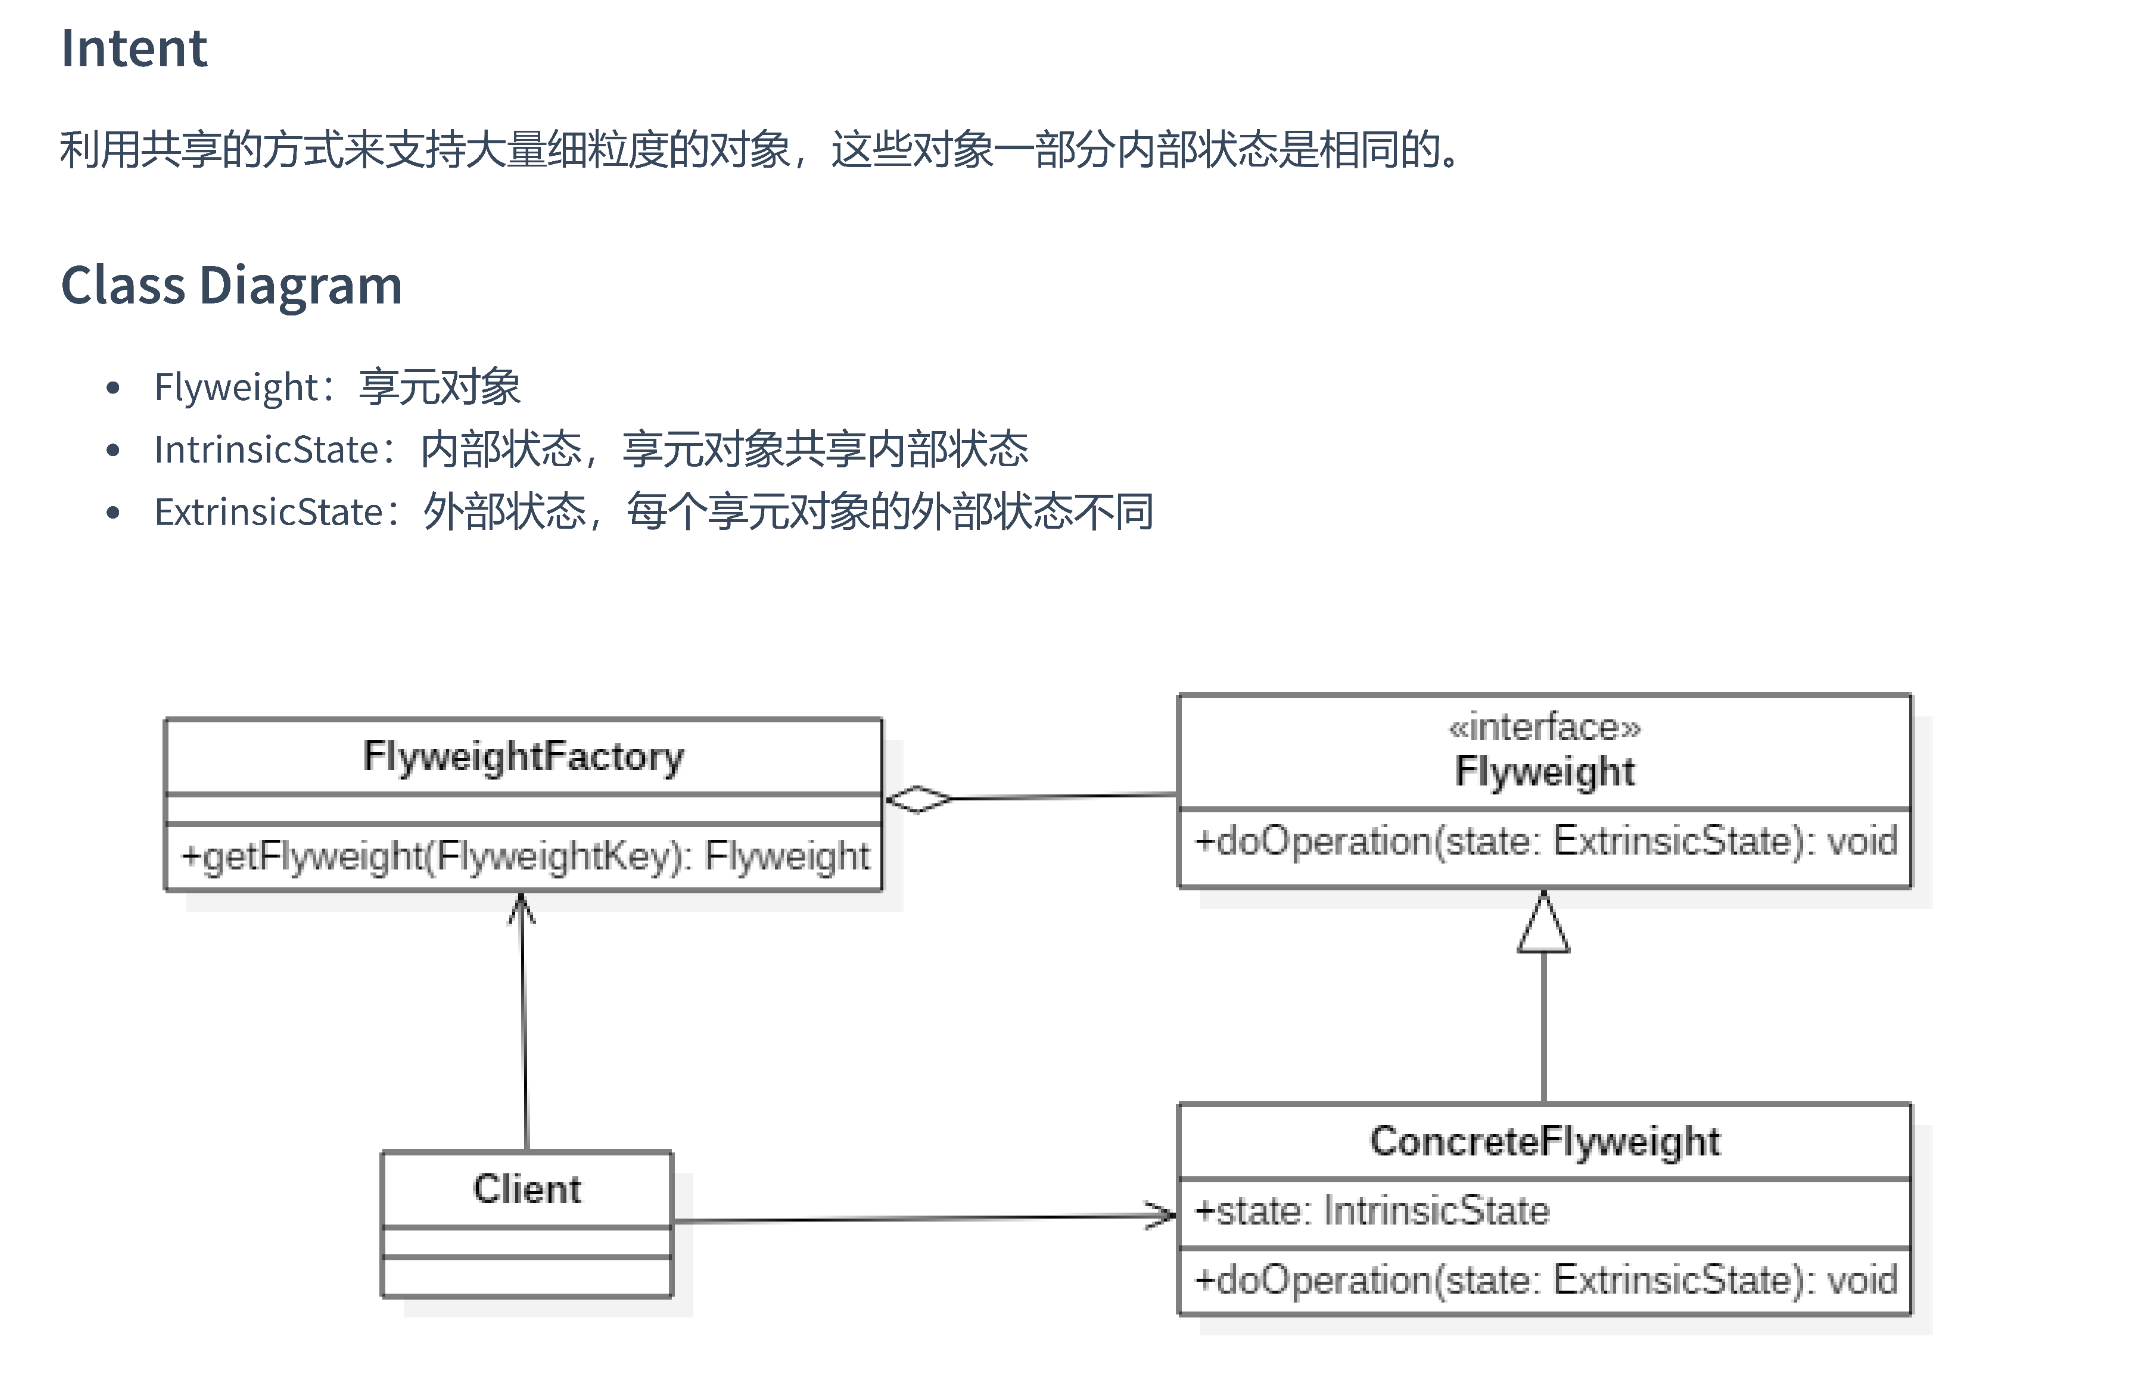 Intent
利用共享的方式来支持大量细粒度的对象，这些对象一部分内部状态是相同的。
Class Diagram
• Flyweight：享元对象
• IntrinsicState：内部状态，享元对象共享内部状态
• ExtrinsicState：外部状态，每个享元对象的外部状态不同
FlyweightFactory
+getFlyweight(FlyweightKey): Flyweight
«interface»
Flyweight
+doOperation(state: ExtrinsicState): void
Client
ConcreteFlyweight
+state: IntrinsicState
+doOperation(state: ExtrinsicState): void